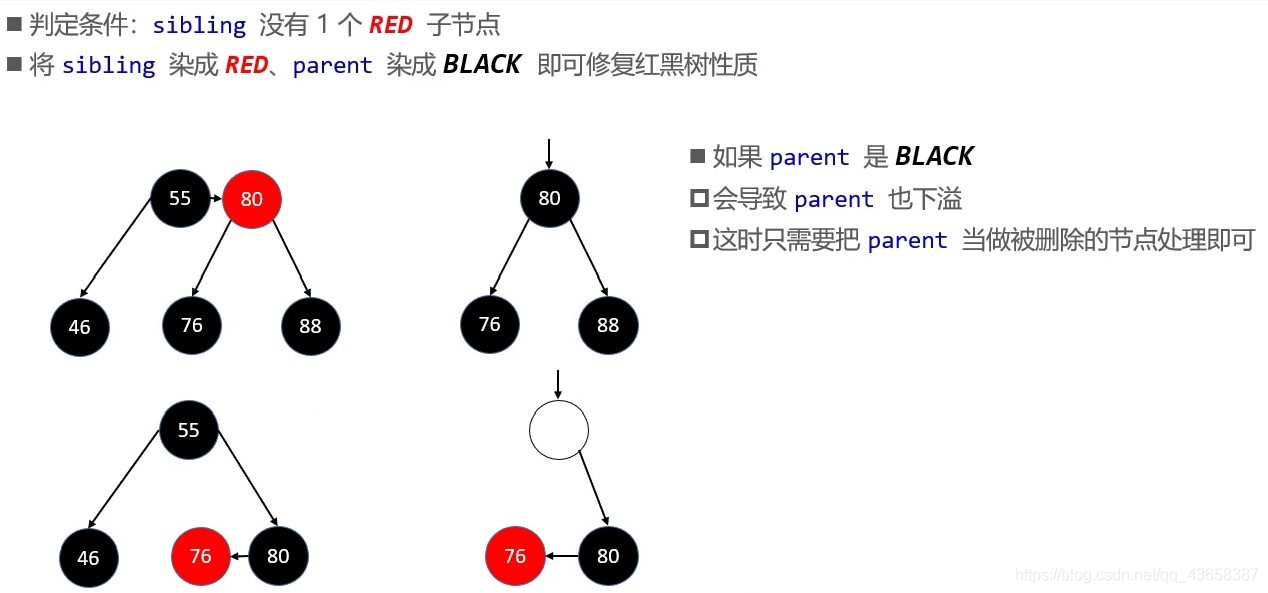 ■ 判定条件：sibling 没有 1 个 RED 子节点
■ 将 sibling 染成 RED、parent 染成 BLACK 即可修复红黑树性质
■ 如果 parent 是 BLACK
会导致 parent 也下溢
这时只需要把 parent 当做被删除的节点处理即可
55 80
46 76 88
80
76 88
55
46 76 80
76 80
https://blog.csdn.net/qq_43658387